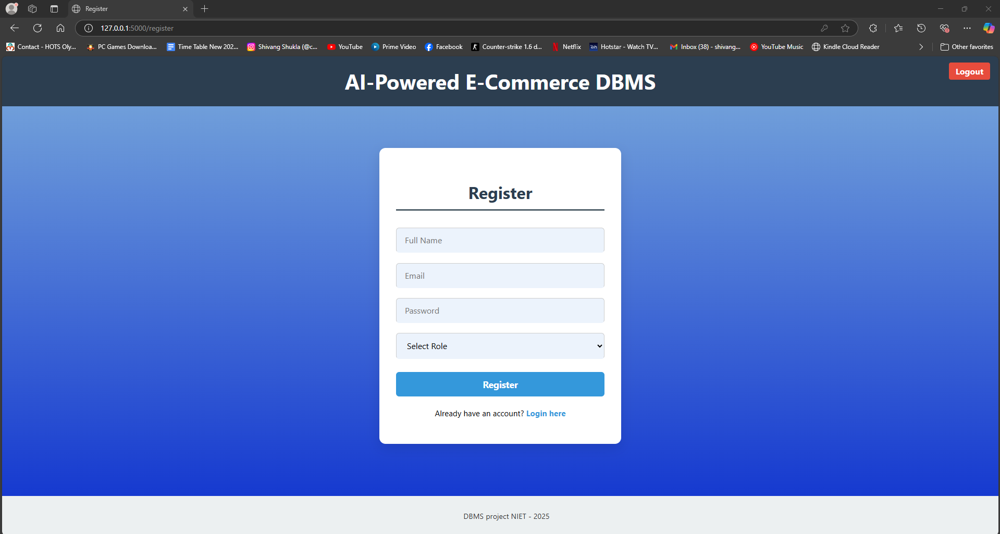 Register
127.0.0.1:5000/register
Contact - HOTS Oly... PC Games Downloa... Time Table New 202... Shivang Shukla (@c... YouTube Prime Video Facebook Counter-strike 1.6 d... Netflix Hotstar - Watch TV... Inbox (38) - shivang... YouTube Music Kindle Cloud Reader Other favorites
AI-Powered E-Commerce DBMS
Logout
Register
Full Name
Email
Password
Select Role
Register
Already have an account? Login here
DBMS project NIET - 2025